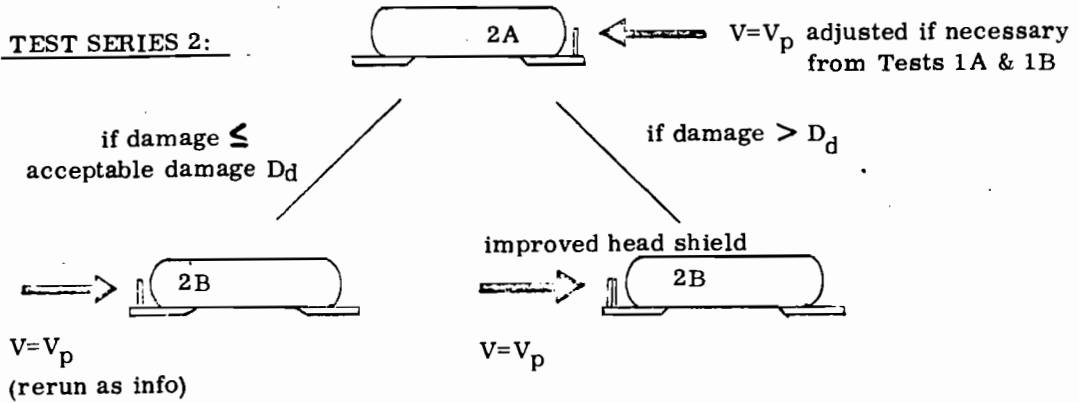 TEST SERIES 2:
2A
V=Vp adjusted if necessary
from Tests 1A & 1B
if damage ≤
acceptable damage Dd
if damage > Dd
2B
V=Vp
(rerun as info)
improved head shield
2B
V=Vp